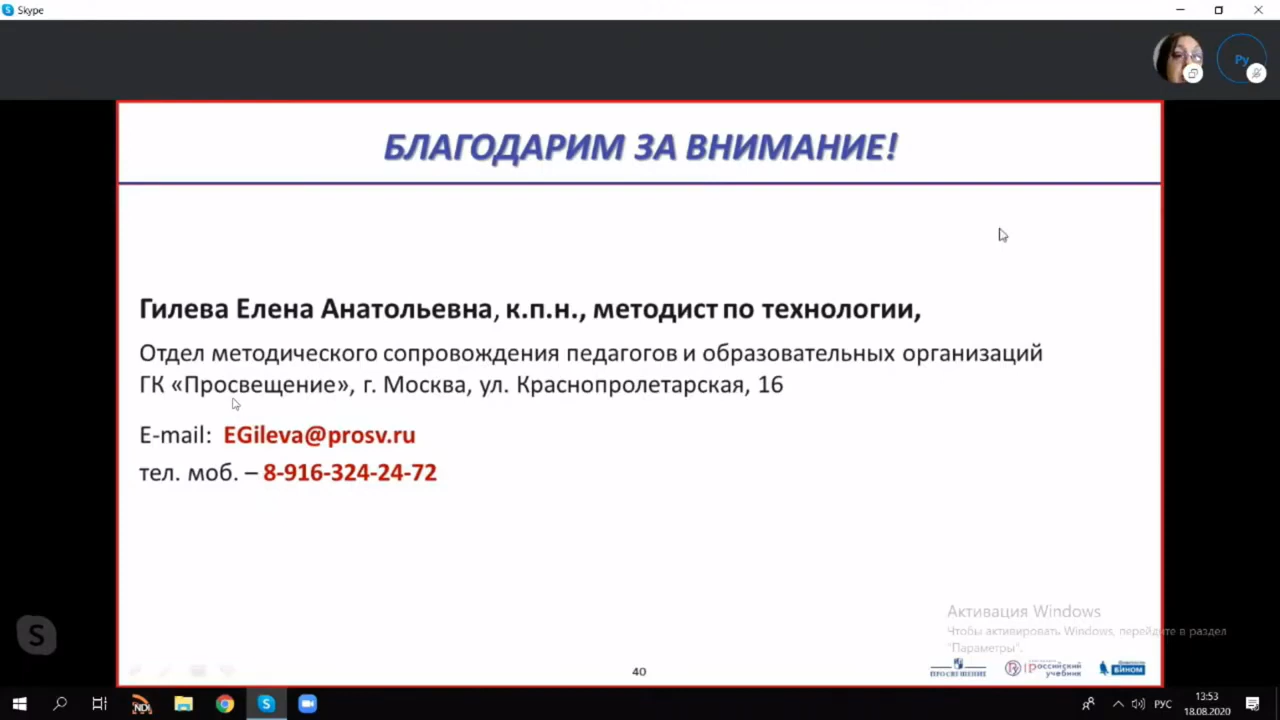 Skype
Ру
БЛАГОДАРИМ ЗА ВНИМАНИЕ!
Гилева Елена Анатольевна, к.п.н., методист по технологии,
Отдел методического сопровождения педагогов и образовательных организаций
ГК «Просвещение», г. Москва, ул. Краснопролетарская, 16
E-mail: EGileva@prosv.ru
тел. моб. – 8-916-324-24-72
Активация Windows
Чтобы активировать Windows, перейдите в раздел
"Параметры".
40
ПРОСВЕЩЕНИЕ
российский
учебник
БИНОМ
NDI
РУС
13:53
18.08.2020